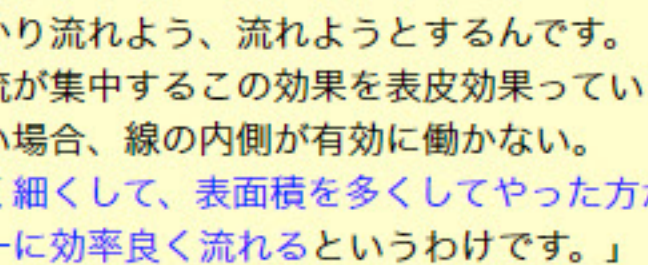 かり流れよう、流れようとするんです。
流が集中するこの効果を表皮効果ってい
い場合、線の内側が有効に働かない。
く細くして、表面積を多くしてやった方が
ーに効率良く流れるというわけです。」